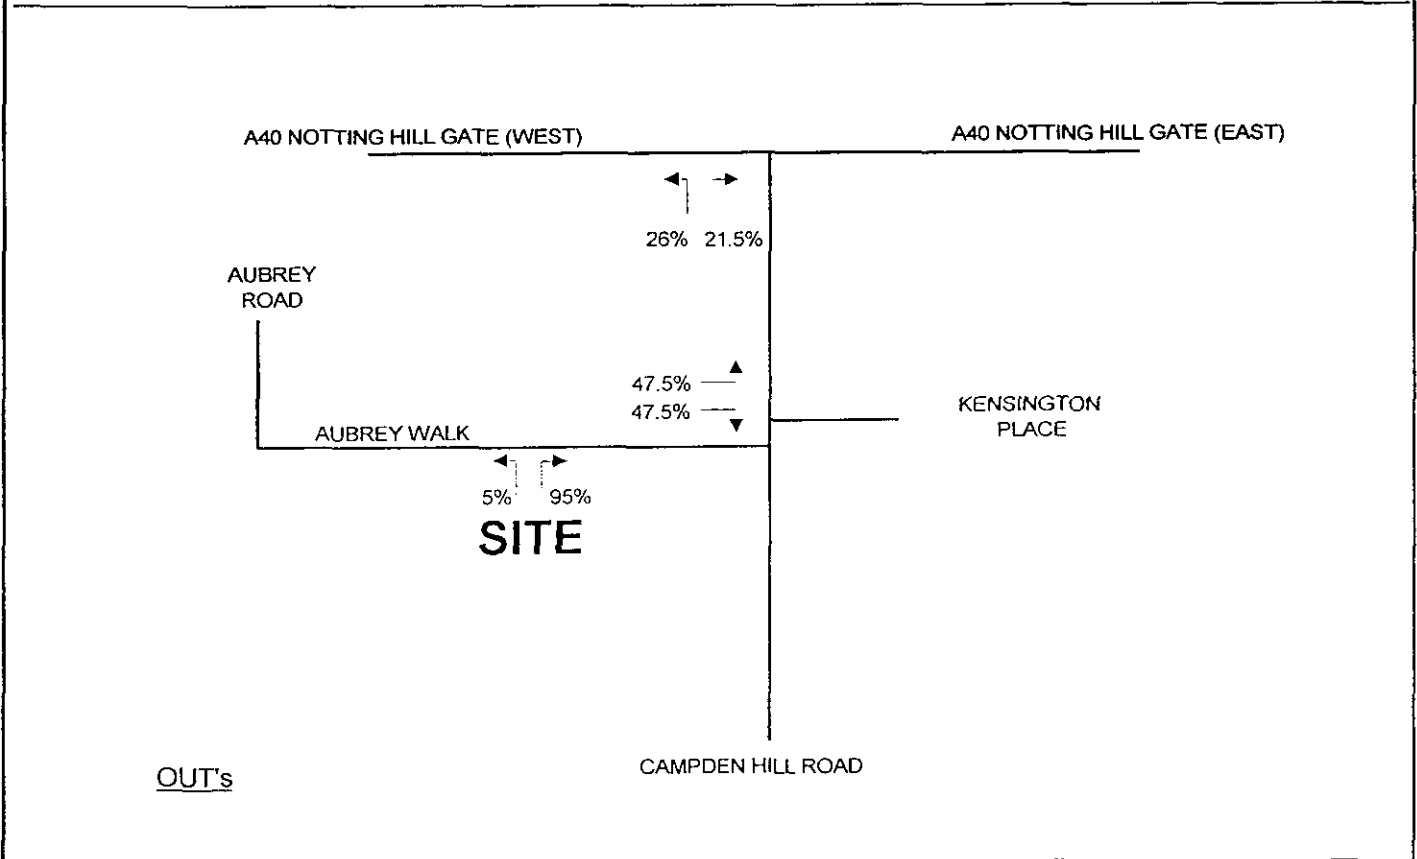 A40 NOTTING HILL GATE (WEST)
A40 NOTTING HILL GATE (EAST)
26% 21.5%
AUBREY
ROAD
47.5%
47.5%
KENSINGTON
PLACE
AUBREY WALK
5% 95%
SITE
CAMPDEN HILL ROAD
OUT's